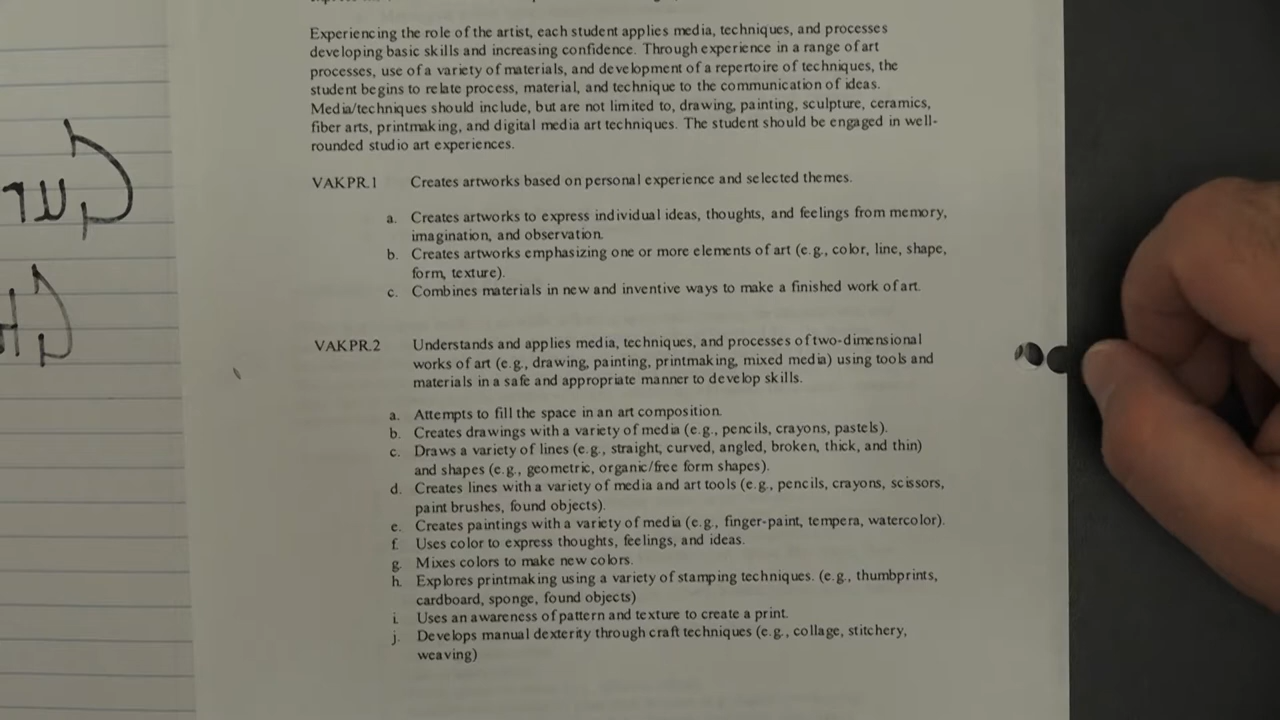 Experiencing the role of the artist, each student applies media, techniques, and processes
developing basic skills and increasing confidence. Through experience in a range of art
processes, use of a variety of materials, and development of a repertoire of techniques, the
student begins to relate process, material, and technique to the communication of ideas.
Media/techniques should include, but are not limited to, drawing, painting, sculpture, ceramics,
fiber arts, printmaking, and digital media art techniques. The student should be engaged in well-
rounded studio art experiences.
VAKPR.1 Creates artworks based on personal experience and selected themes.
a. Creates artworks to express individual ideas, thoughts, and feelings from memory,
imagination, and observation.
b. Creates artworks emphasizing one or more elements of art (e.g., color, line, shape,
form, texture).
c. Combines materials in new and inventive ways to make a finished work of art.
VAKPR.2 Understands and applies media, techniques, and processes of two-dimensional
works of art (e.g., drawing, painting, printmaking, mixed media) using tools and
materials in a safe and appropriate manner to develop skills.
a. Attempts to fill the space in an art composition.
b. Creates drawings with a variety of media (e.g., pencils, crayons, pastels).
c. Draws a variety of lines (e.g., straight, curved, angled, broken, thick, and thin)
and shapes (e.g., geometric, organic/free form shapes).
d. Creates lines with a variety of media and art tools (e.g., pencils, crayons, scissors,
paint brushes, found objects).
e. Creates paintings with a variety of media (e.g., finger-paint, tempera, watercolor).
f. Uses color to express thoughts, feelings, and ideas.
g. Mixes colors to make new colors.
h. Explores printmaking using a variety of stamping techniques. (e.g., thumbprints,
cardboard, sponge, found objects)
i. Uses an awareness of pattern and texture to create a print.
j. Develops manual dexterity through craft techniques (e.g., collage, stitchery,
weaving)